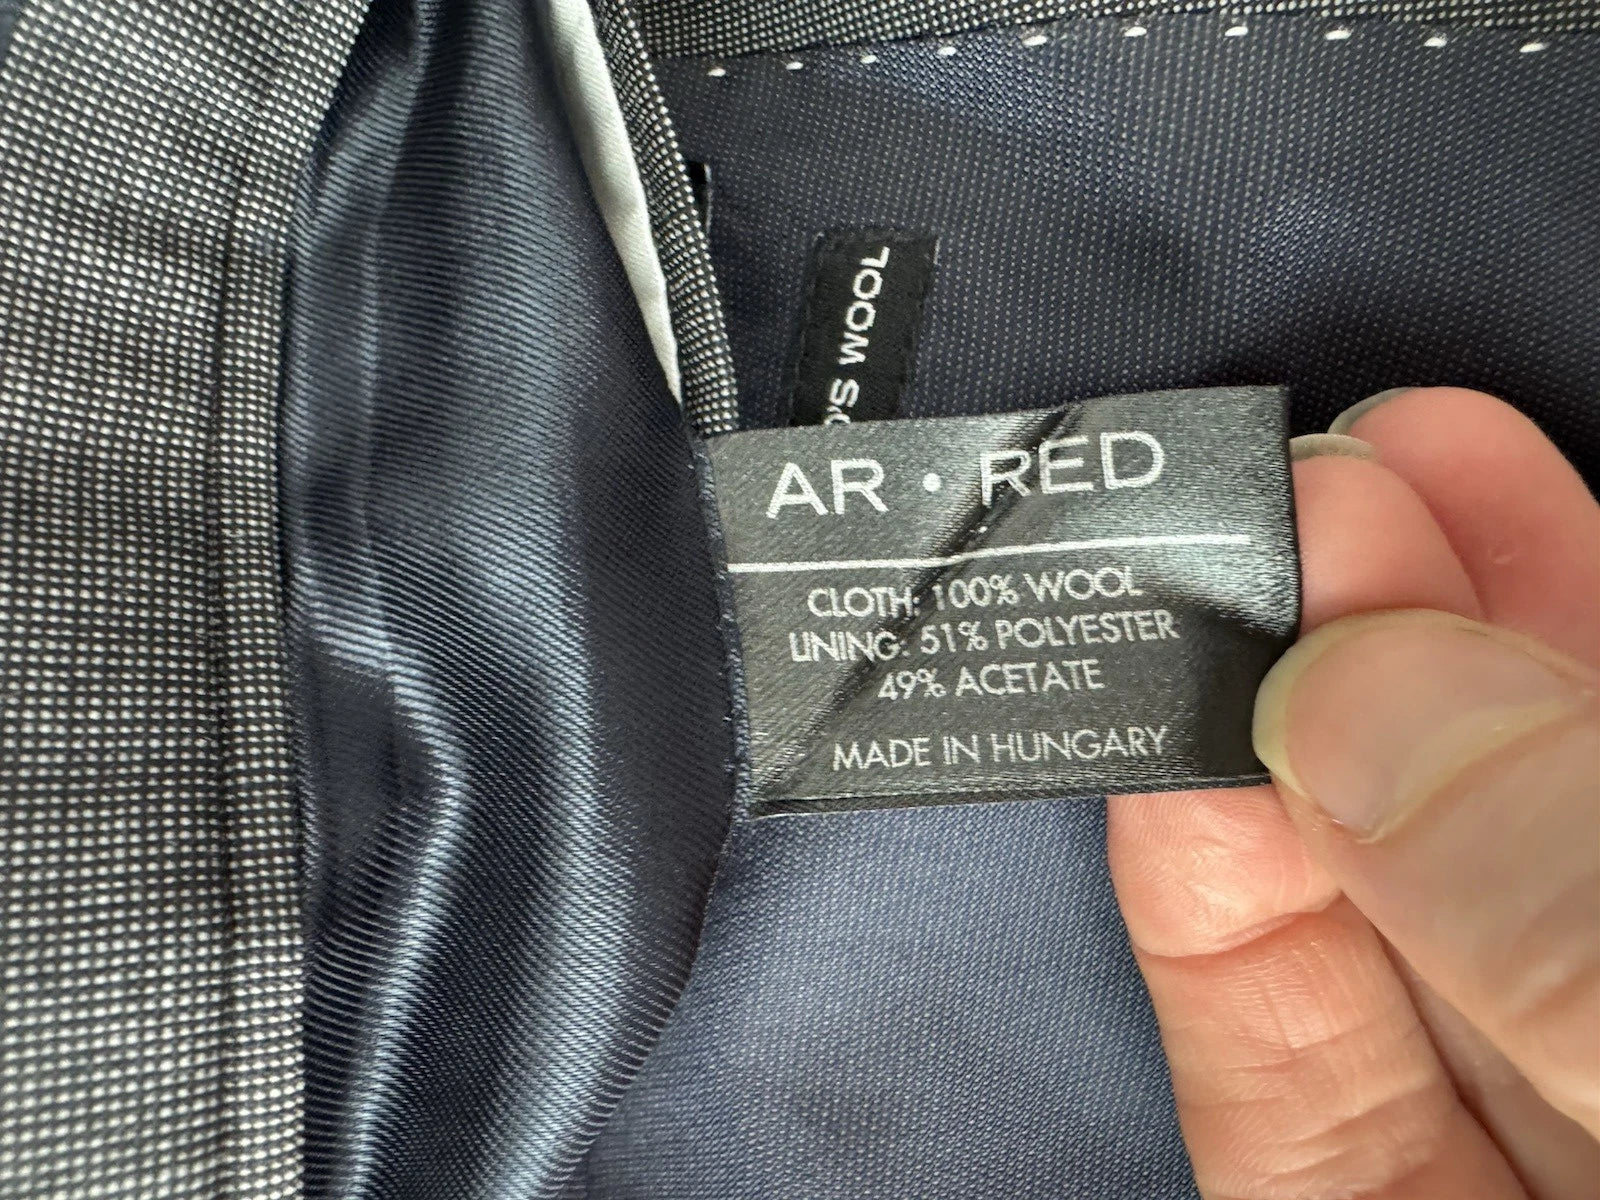 WOOL
AR • RED
CLOTH: 100% WOOL
LINING: 51% POLYESTER
49% ACETATE
MADE IN HUNGARY